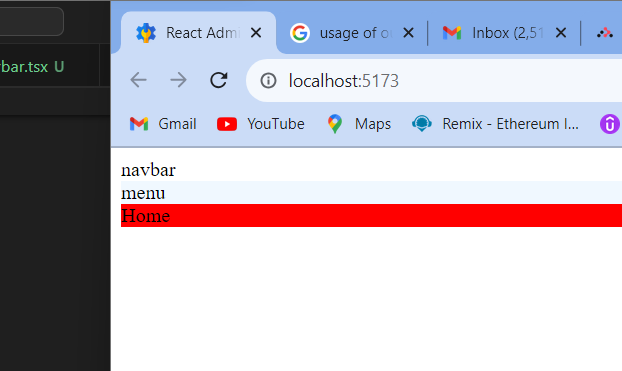 React Adm
usage of o
Inbox (2,51
bar.tsx U
localhost:5173
Gmail
YouTube
Maps
Remix - Ethereum I...
navbar
menu
Home